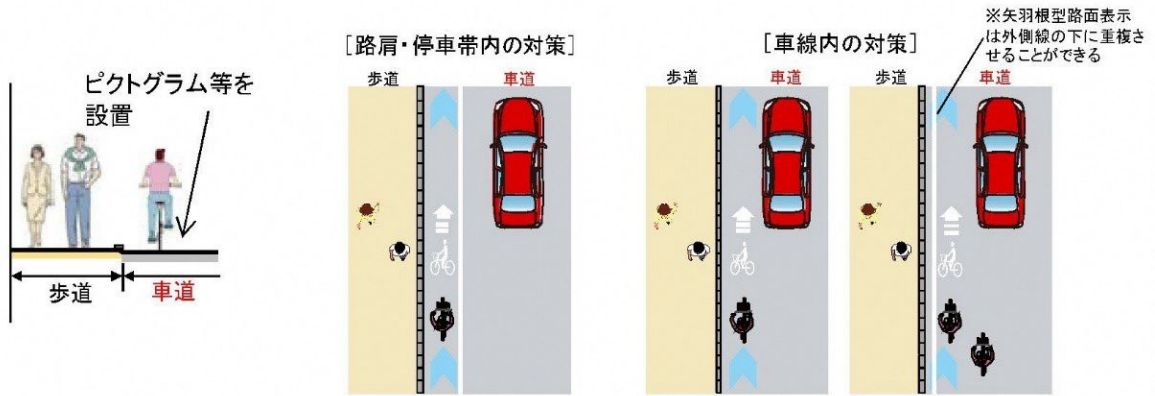 ピクトグラム等を
設置
歩道
車道
[路肩・停車帯内の対策]
歩道
車道
[車線内の対策]
歩道
車道
歩道
車道
※矢羽根型路面表示
は外側線の下に重複さ
せることができる